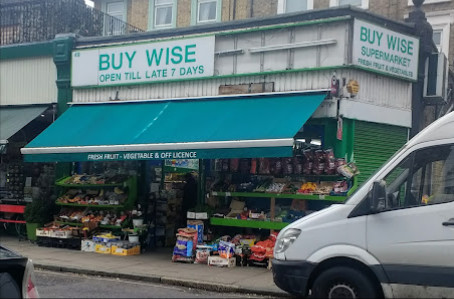 BUY WISE
OPEN TILL LATE 7 DAYS
BUY WISE
SUPERMARKET
FRESH FRUIT & VEGETABLES
FRESH FRUIT - VEGETABLE & OFF LICENCE